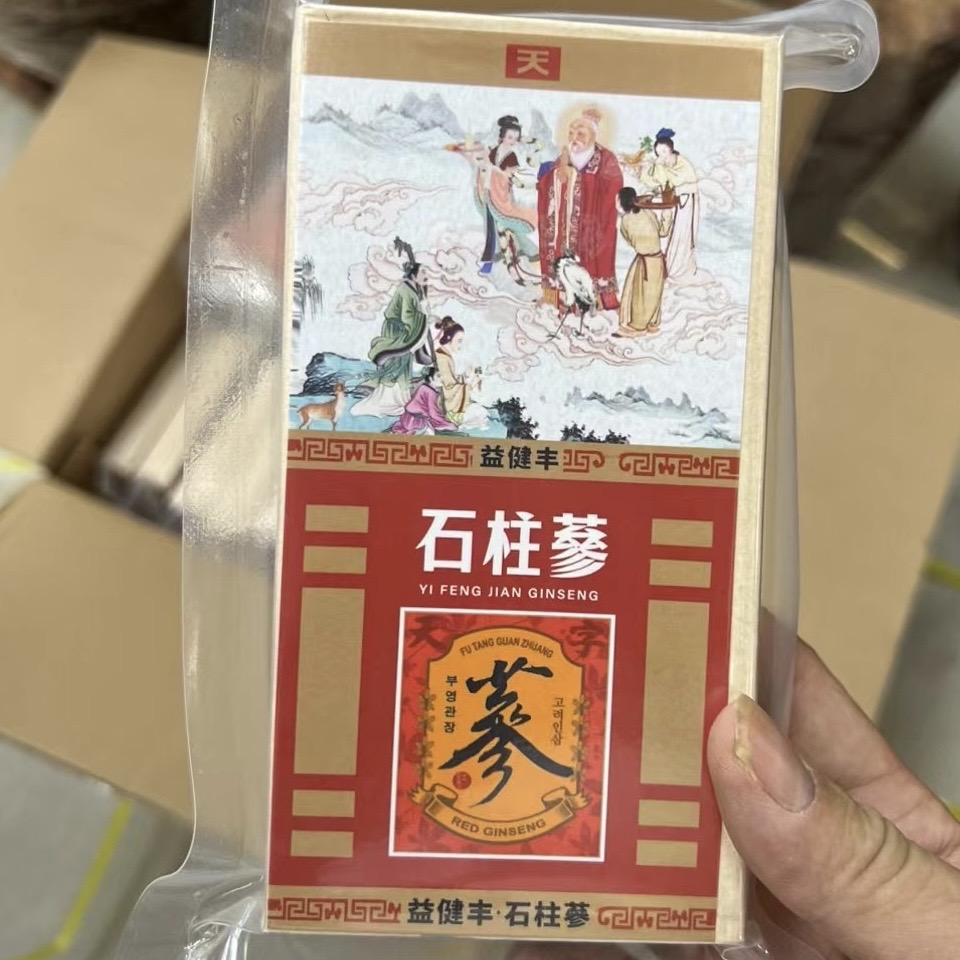 天
益健丰
石柱蔘
YI FENG JIAN GINSENG
天字
FU TANG GUAN ZHUANG
부영관장
蔘
고려인삼
RED GINSENG
益健丰·石柱蔘